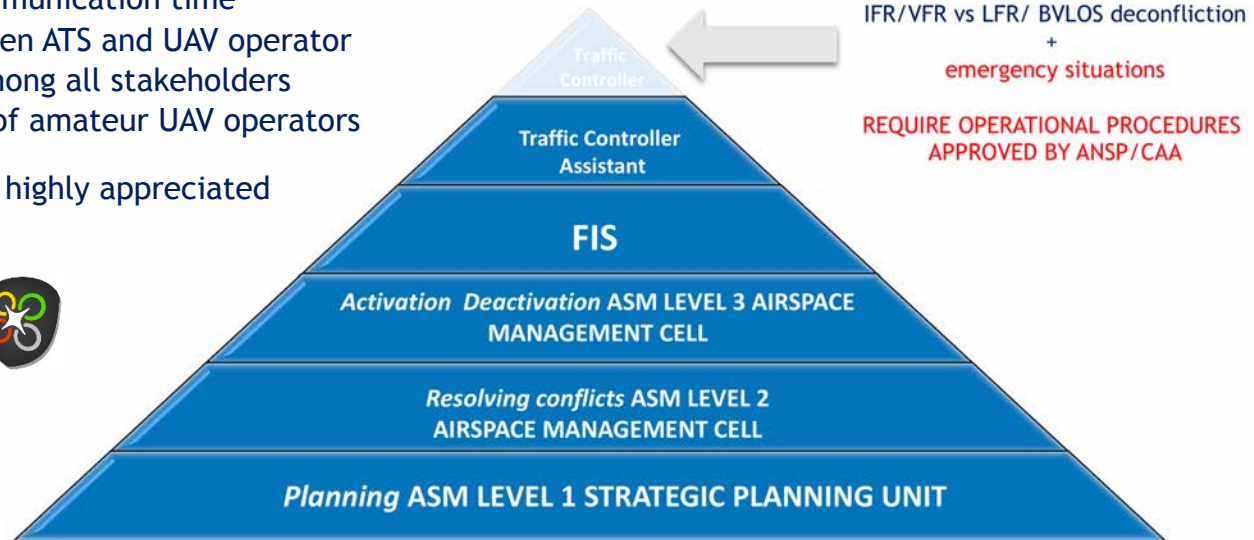 munication time
en ATS and UAV operator
mong all stakeholders
of amateur UAV operators
highly appreciated
Traffic
Controller
IFR/VFR vs LFR/ BVLOS deconfliction
+
emergency situations
REQUIRE OPERATIONAL PROCEDURES
APPROVED BY ANSP/CAA
Traffic Controller
Assistant
FIS
Activation Deactivation ASM LEVEL 3 AIRSPACE
MANAGEMENT CELL
Resolving conflicts ASM LEVEL 2
AIRSPACE MANAGEMENT CELL
Planning ASM LEVEL 1 STRATEGIC PLANNING UNIT